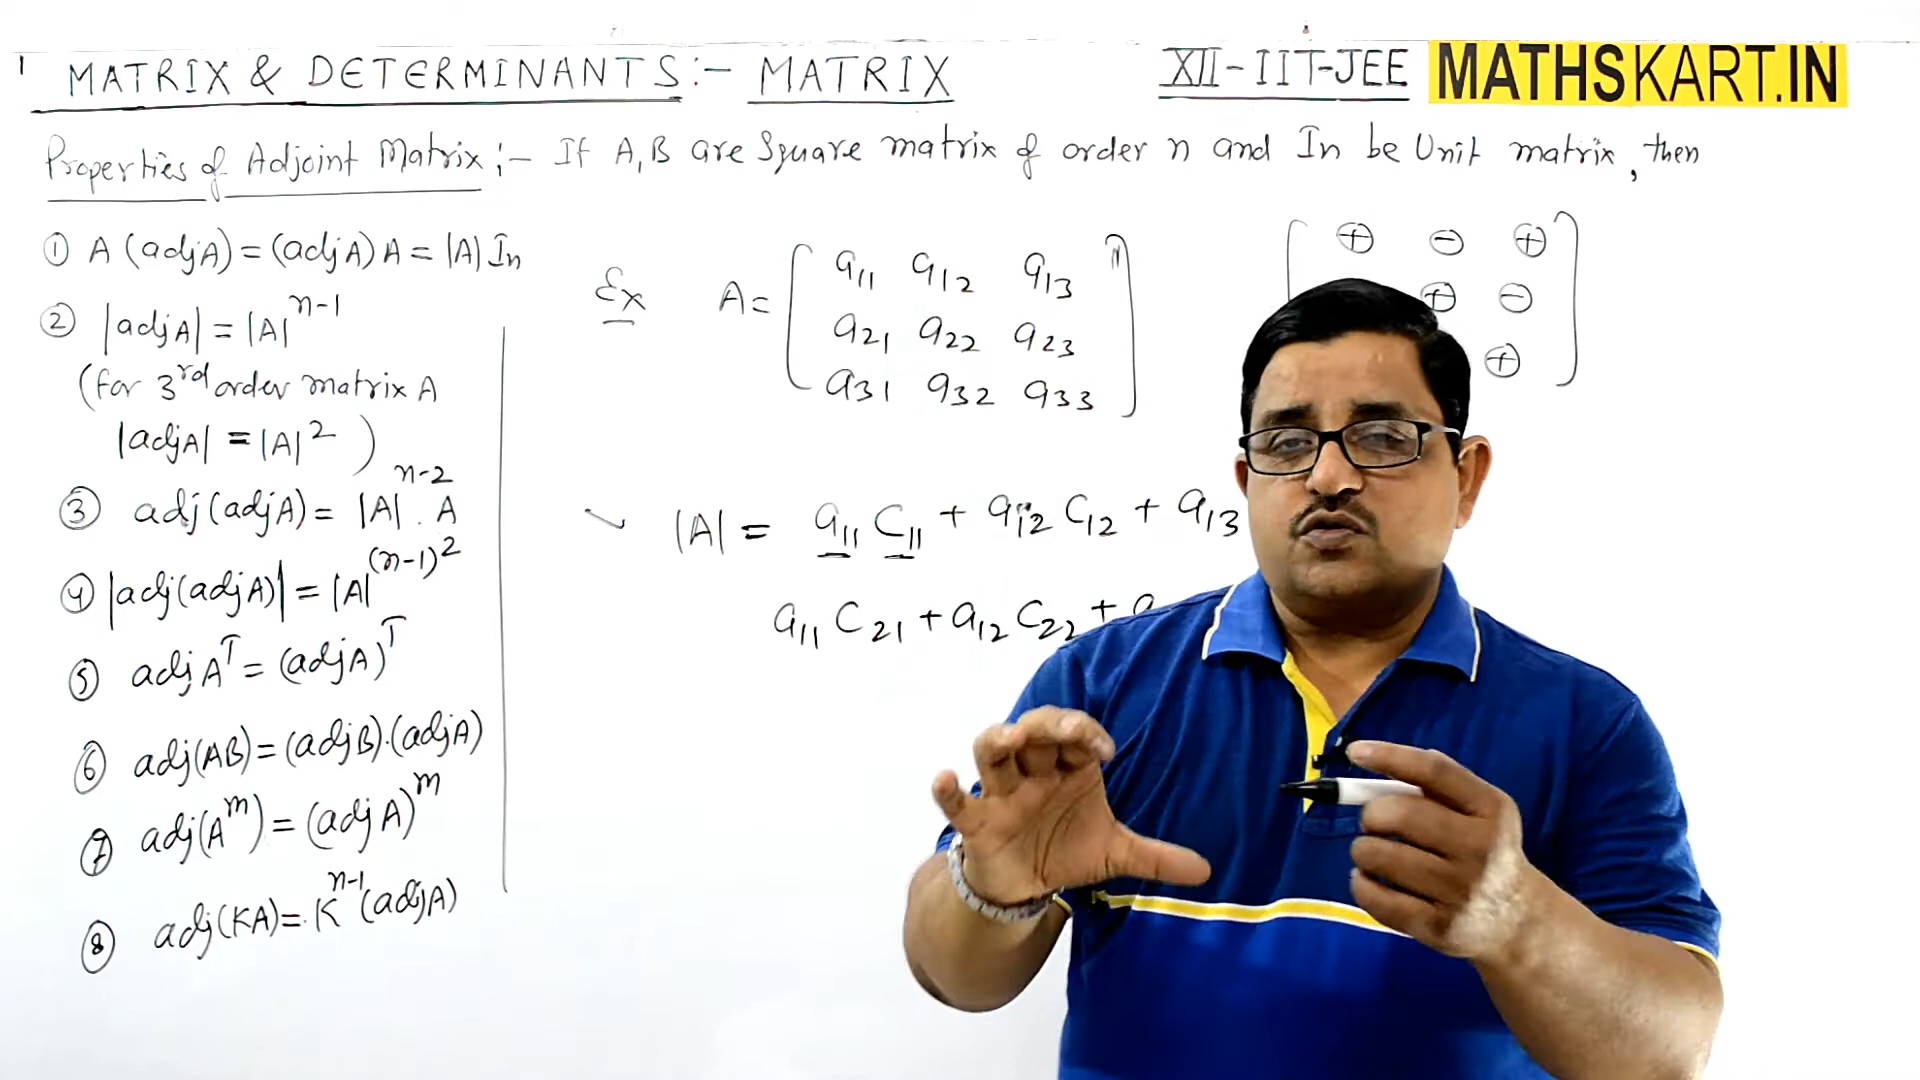 MATRIX & DETERMINANTS:- MATRIX XII-IIT-JEE MATHSKART.IN
Properties of Adjoint Matrix:- If A,B are Square matrix of order n and In be Unit matrix, then
① A (adjA) = (adjA) A = |A| In
② |adjA| = |A|^{n-1}
(for 3rd order matrix A
|adjA| = |A|^2 )
③ adj(adjA) = |A|^{n-2} . A
④ |adj(adjA)| = |A|^{(n-1)^2}
⑤ adj A^T = (adjA)^T
⑥ adj(AB) = (adjB).(adjA)
⑦ adj(A^m) = (adj A)^m
⑧ adj(KA) = K^{n-1} (adjA)
Ex A = [ a11 a12 a13
a21 a22 a23
a31 a32 a33 ]
⊕ ⊖ ⊕
⊕ ⊖
⊕
|A| = a11 C11 + a12 C12 + a13
a11 C21 + a12 C22 +